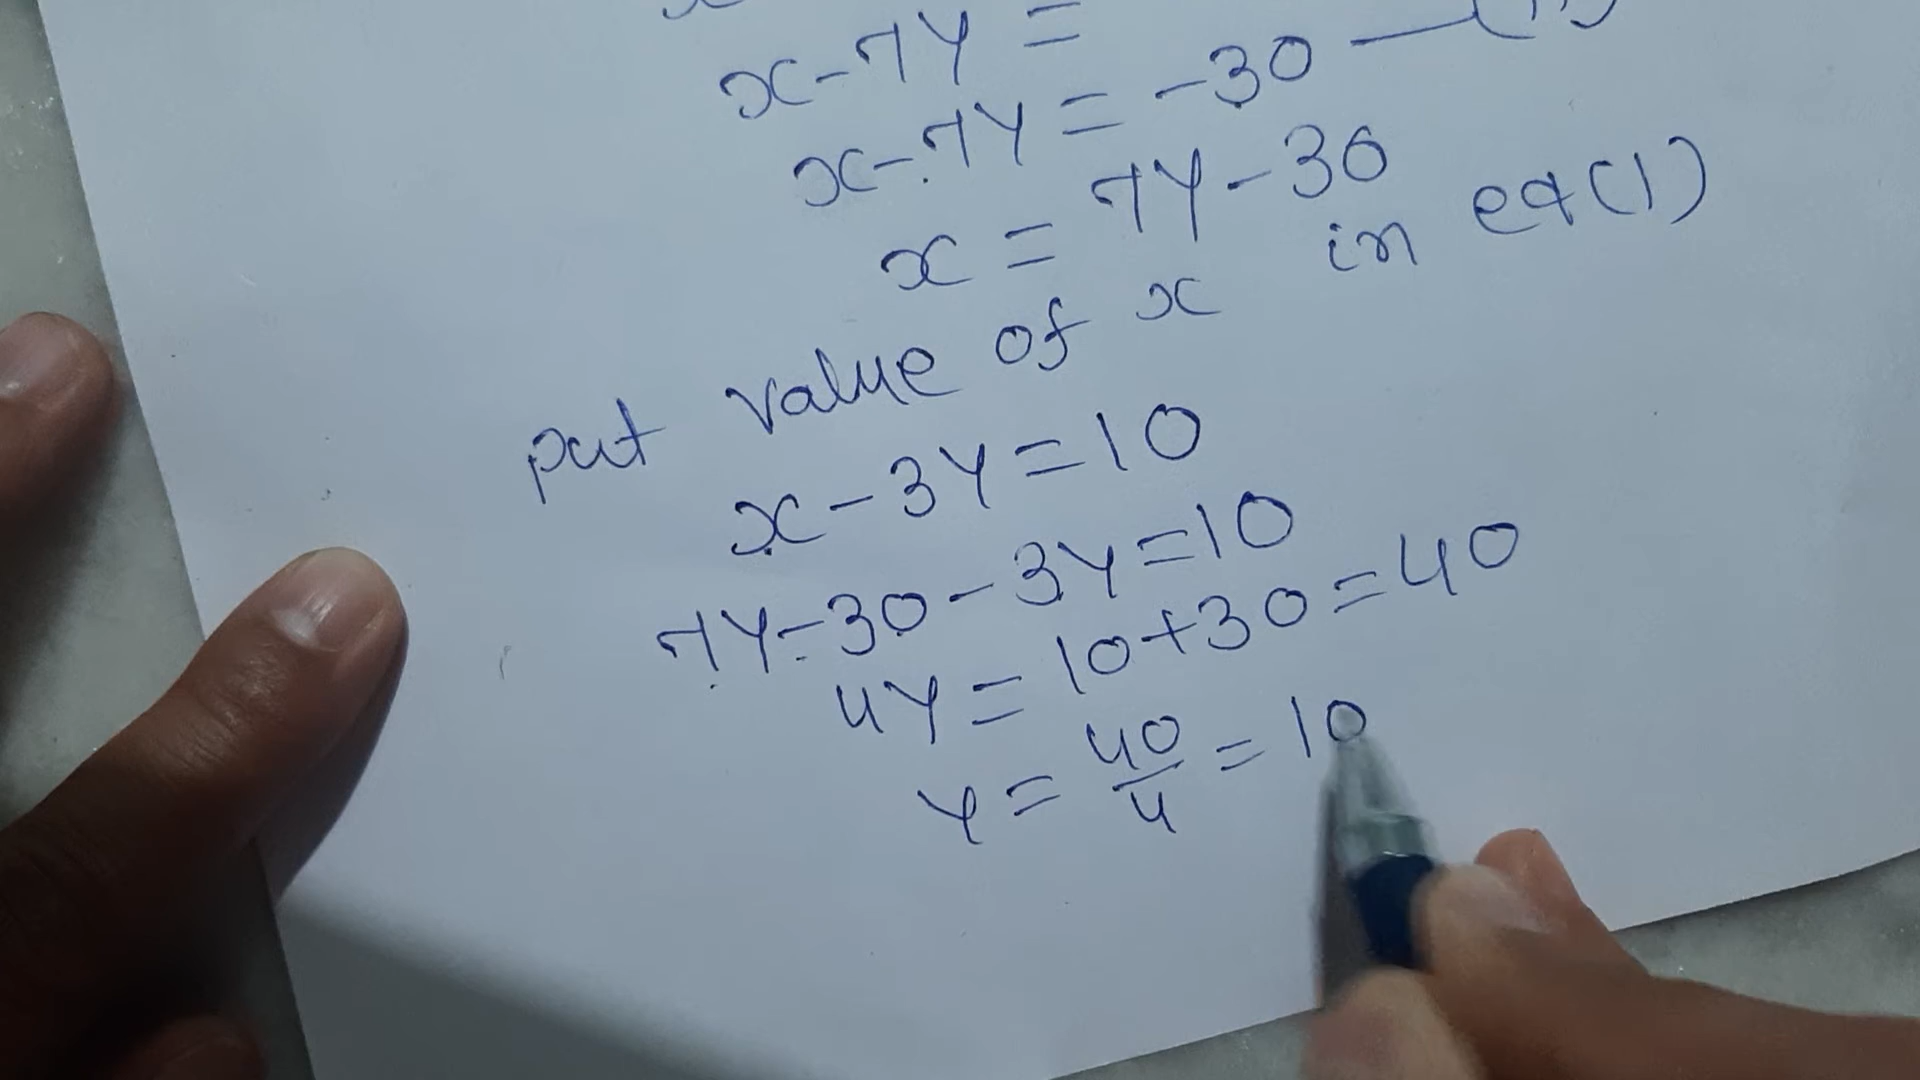 x-7Y =
x-7Y = -30
x = 7Y-30
put value of x in eq(1)
x-3Y=10
7Y-30-3Y=10
4Y = 10+30=40
Y = 40/4 = 10